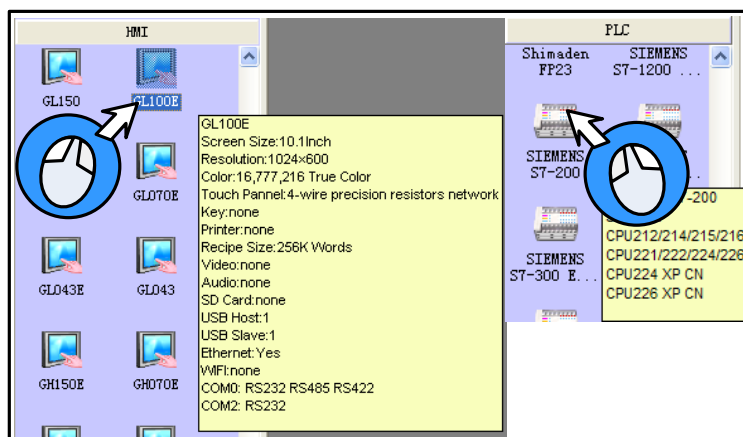 HMI
GL150
GL100E
GL070E
GL043E
GL043
GH150E
GH070E
GL100E
Screen Size:10.1Inch
Resolution:1024×600
Color:16,777,216 True Color
Touch Pannel:4-wire precision resistors network
Key:none
Printer:none
Recipe Size:256K Words
Video:none
Audio:none
SD Card:none
USB Host:1
USB Slave:1
Ethernet:Yes
WIFI:none
COM0: RS232 RS485 RS422
COM2: RS232
PLC
Shimaden FP23
SIEMENS S7-1200 ...
SIEMENS S7-200
SIEMENS S7-300 E...
-200
CPU212/214/215/216
CPU221/222/224/226
CPU224 XP CN
CPU226 XP CN